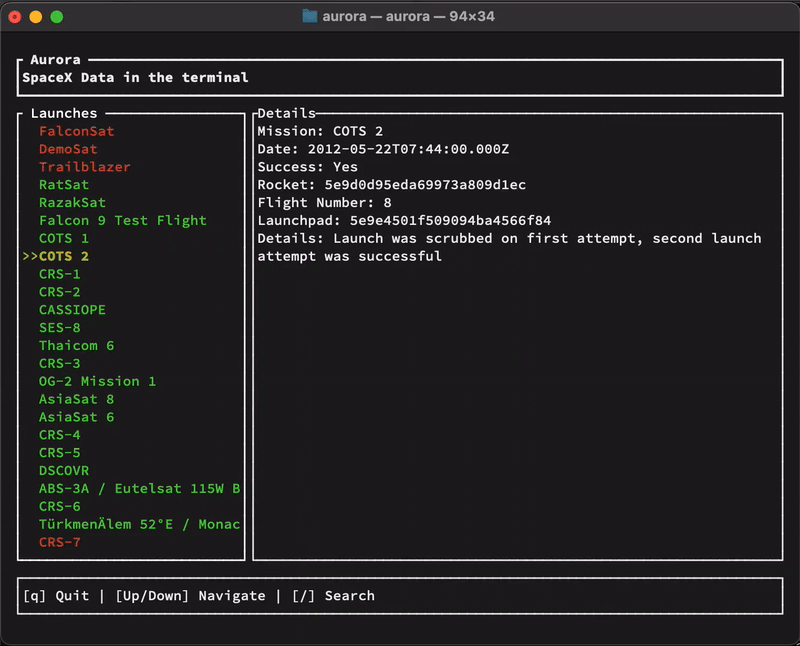 aurora — aurora — 94×34
Aurora
SpaceX Data in the terminal
Launches
FalconSat
DemoSat
Trailblazer
RatSat
RazakSat
Falcon 9 Test Flight
COTS 1
>>COTS 2
CRS-1
CRS-2
CASSIOPE
SES-8
Thaicom 6
CRS-3
OG-2 Mission 1
AsiaSat 8
AsiaSat 6
CRS-4
CRS-5
DSCOVR
ABS-3A / Eutelsat 115W B
CRS-6
TürkmenÄlem 52°E / Monac
CRS-7
Details
Mission: COTS 2
Date: 2012-05-22T07:44:00.000Z
Success: Yes
Rocket: 5e9d0d95eda69973a809d1ec
Flight Number: 8
Launchpad: 5e9e4501f509094ba4566f84
Details: Launch was scrubbed on first attempt, second launch
attempt was successful
[q] Quit | [Up/Down] Navigate | [/] Search